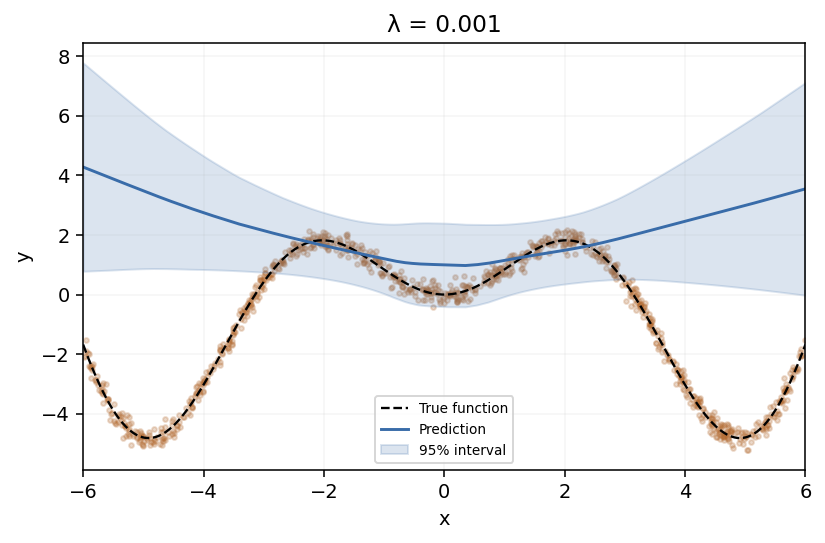 λ = 0.001
8
6
4
2
0
−2
−4
y
−6 −4 −2 0 2 4 6
x
True function
Prediction
95% interval